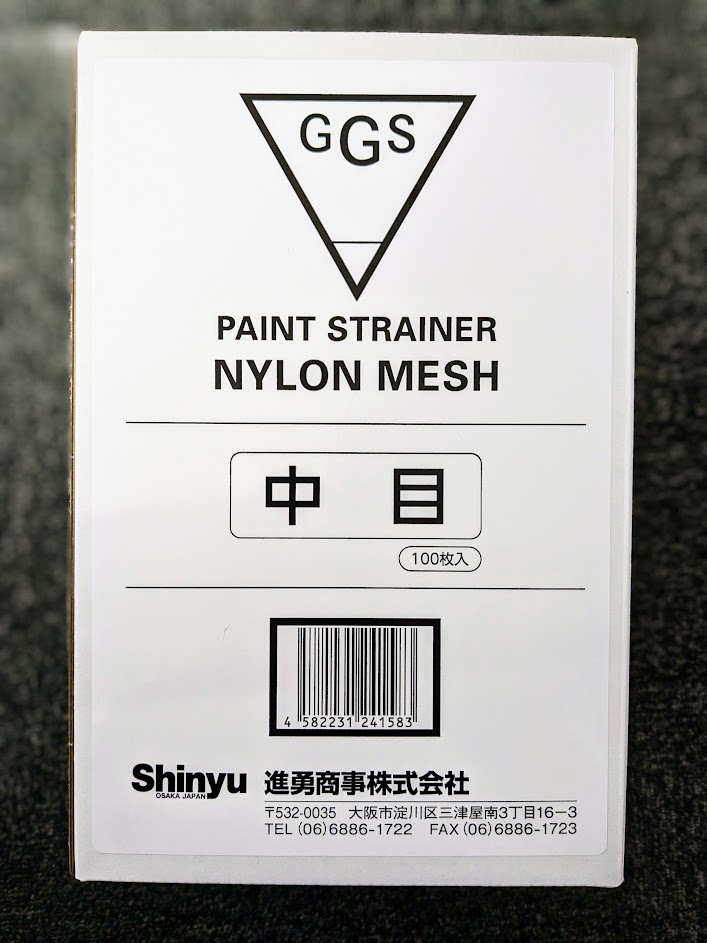 GGS
PAINT STRAINER
NYLON MESH
中目
100枚入
4 582231 241583
Shinyu 進勇商事株式会社
OSAKA JAPAN
〒532-0035 大阪市淀川区三津屋南3丁目16-3
TEL (06)6886-1722 FAX (06)6886-1723